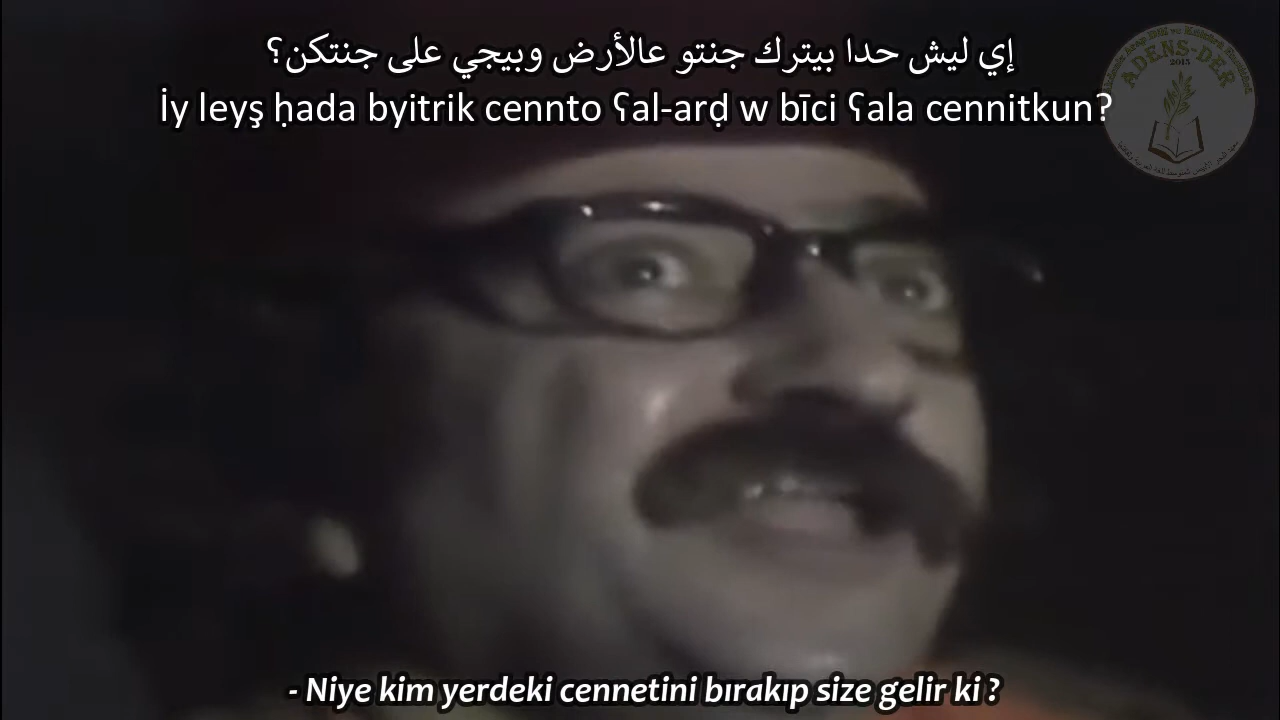 إي ليش حدا بيترك جنتو عالأرض وبيجي على جنتكن؟
İy leyş ḥada byitrik cennto ʕal-arḍ w bīci ʕala cennitkun?
ADENS-DER
2015
- Niye kim yerdeki cennetini bırakıp size gelir ki ?